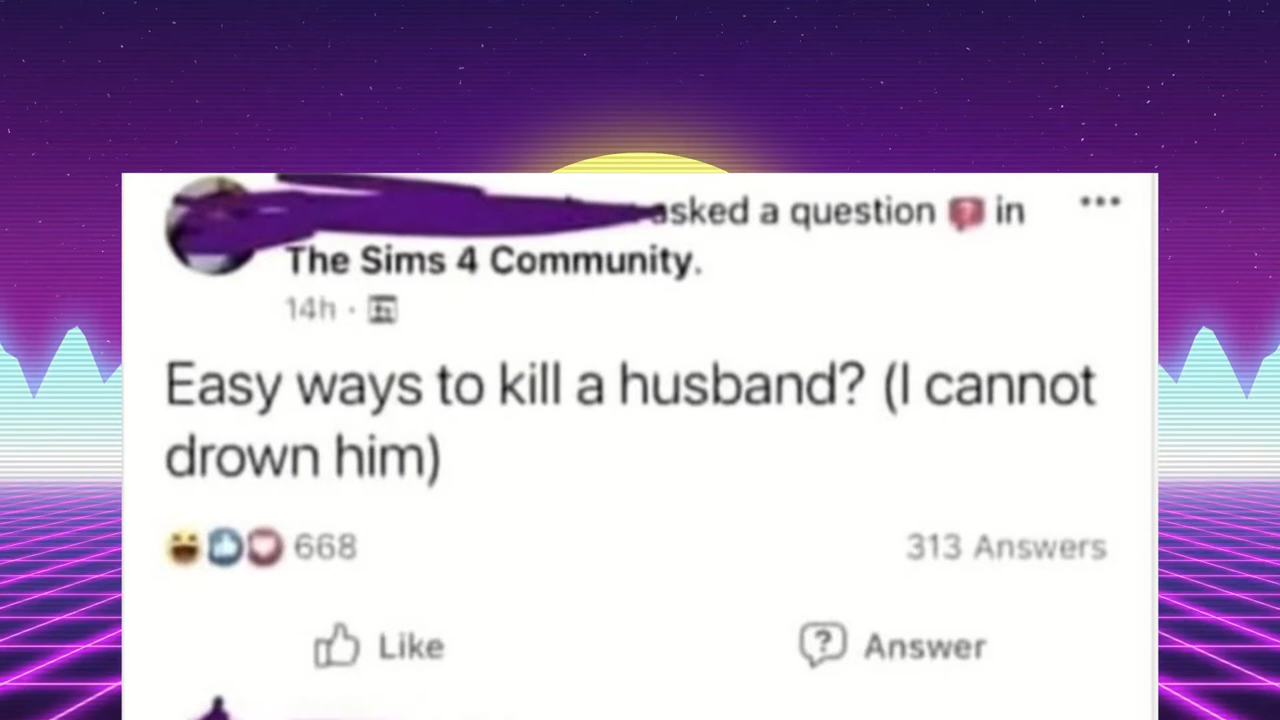 asked a question in
The Sims 4 Community.
14h ·
Easy ways to kill a husband? (I cannot
drown him)
668
313 Answers
Like
Answer